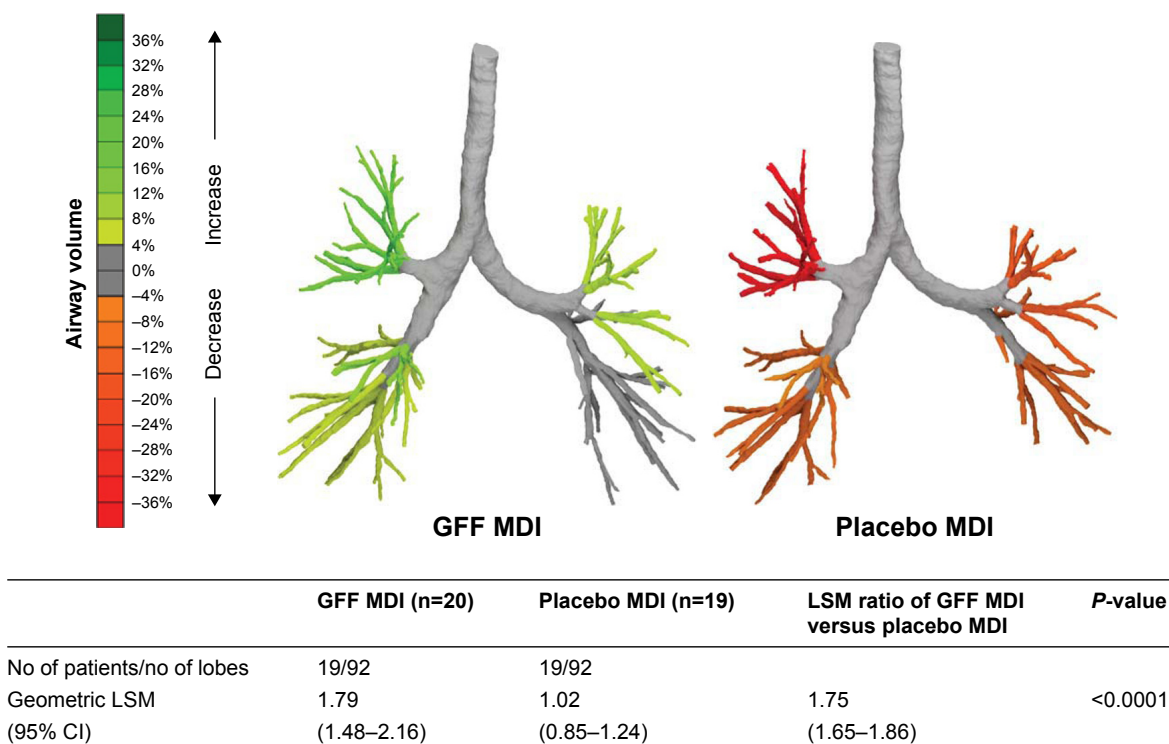 Airway volume
36%
32%
28%
24%
20%
16%
12%
8%
4%
0%
–4%
–8%
–12%
–16%
–20%
–24%
–28%
–32%
–36%
Increase
Decrease
GFF MDI
Placebo MDI
GFF MDI (n=20) Placebo MDI (n=19) LSM ratio of GFF MDI P-value
versus placebo MDI
No of patients/no of lobes 19/92 19/92
Geometric LSM 1.79 1.02 1.75 <0.0001
(95% CI) (1.48–2.16) (0.85–1.24) (1.65–1.86)